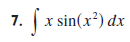 7. ∫ x sin(x²) dx